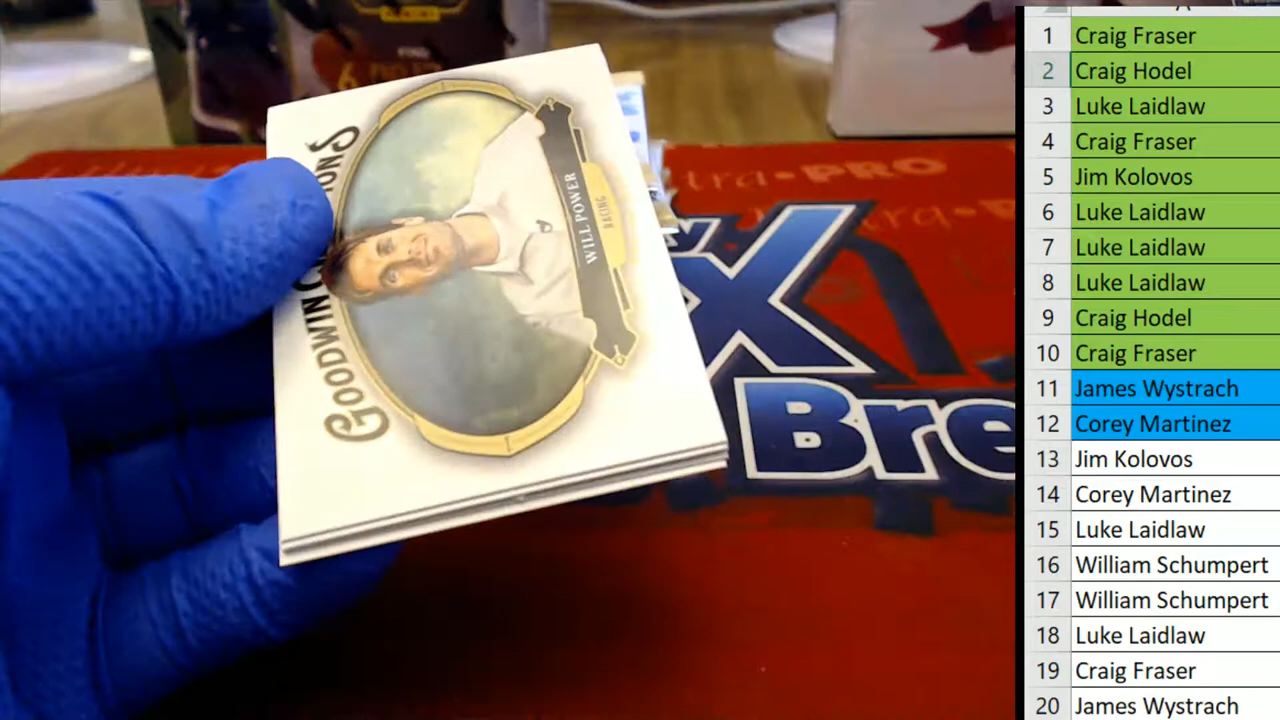 GOODWIN
WILL POWER
RACING
tra-PRO
X
Bre
A
1 Craig Fraser
2 Craig Hodel
3 Luke Laidlaw
4 Craig Fraser
5 Jim Kolovos
6 Luke Laidlaw
7 Luke Laidlaw
8 Luke Laidlaw
9 Craig Hodel
10 Craig Fraser
11 James Wystrach
12 Corey Martinez
13 Jim Kolovos
14 Corey Martinez
15 Luke Laidlaw
16 William Schumpert
17 William Schumpert
18 Luke Laidlaw
19 Craig Fraser
20 James Wystrach